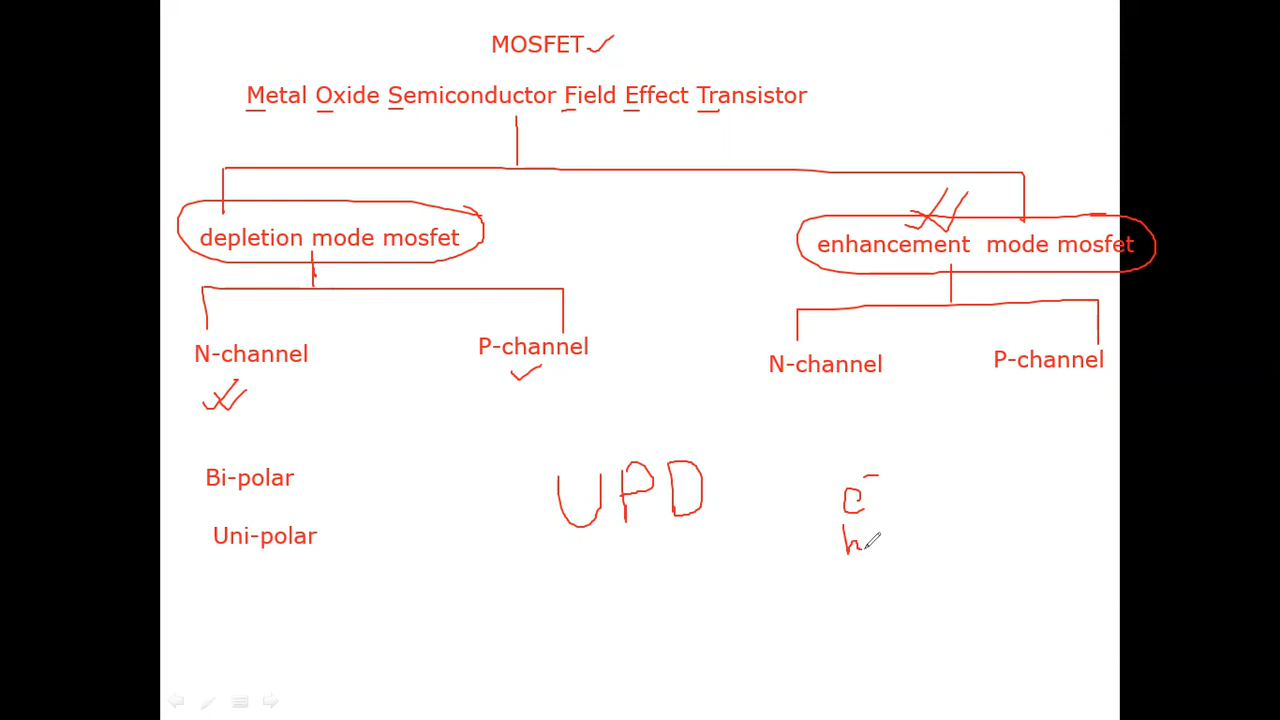 MOSFET
Metal Oxide Semiconductor Field Effect Transistor
depletion mode mosfet
enhancement mode mosfet
N-channel
P-channel
N-channel
P-channel
Bi-polar
UPD
e⁻
Uni-polar
h